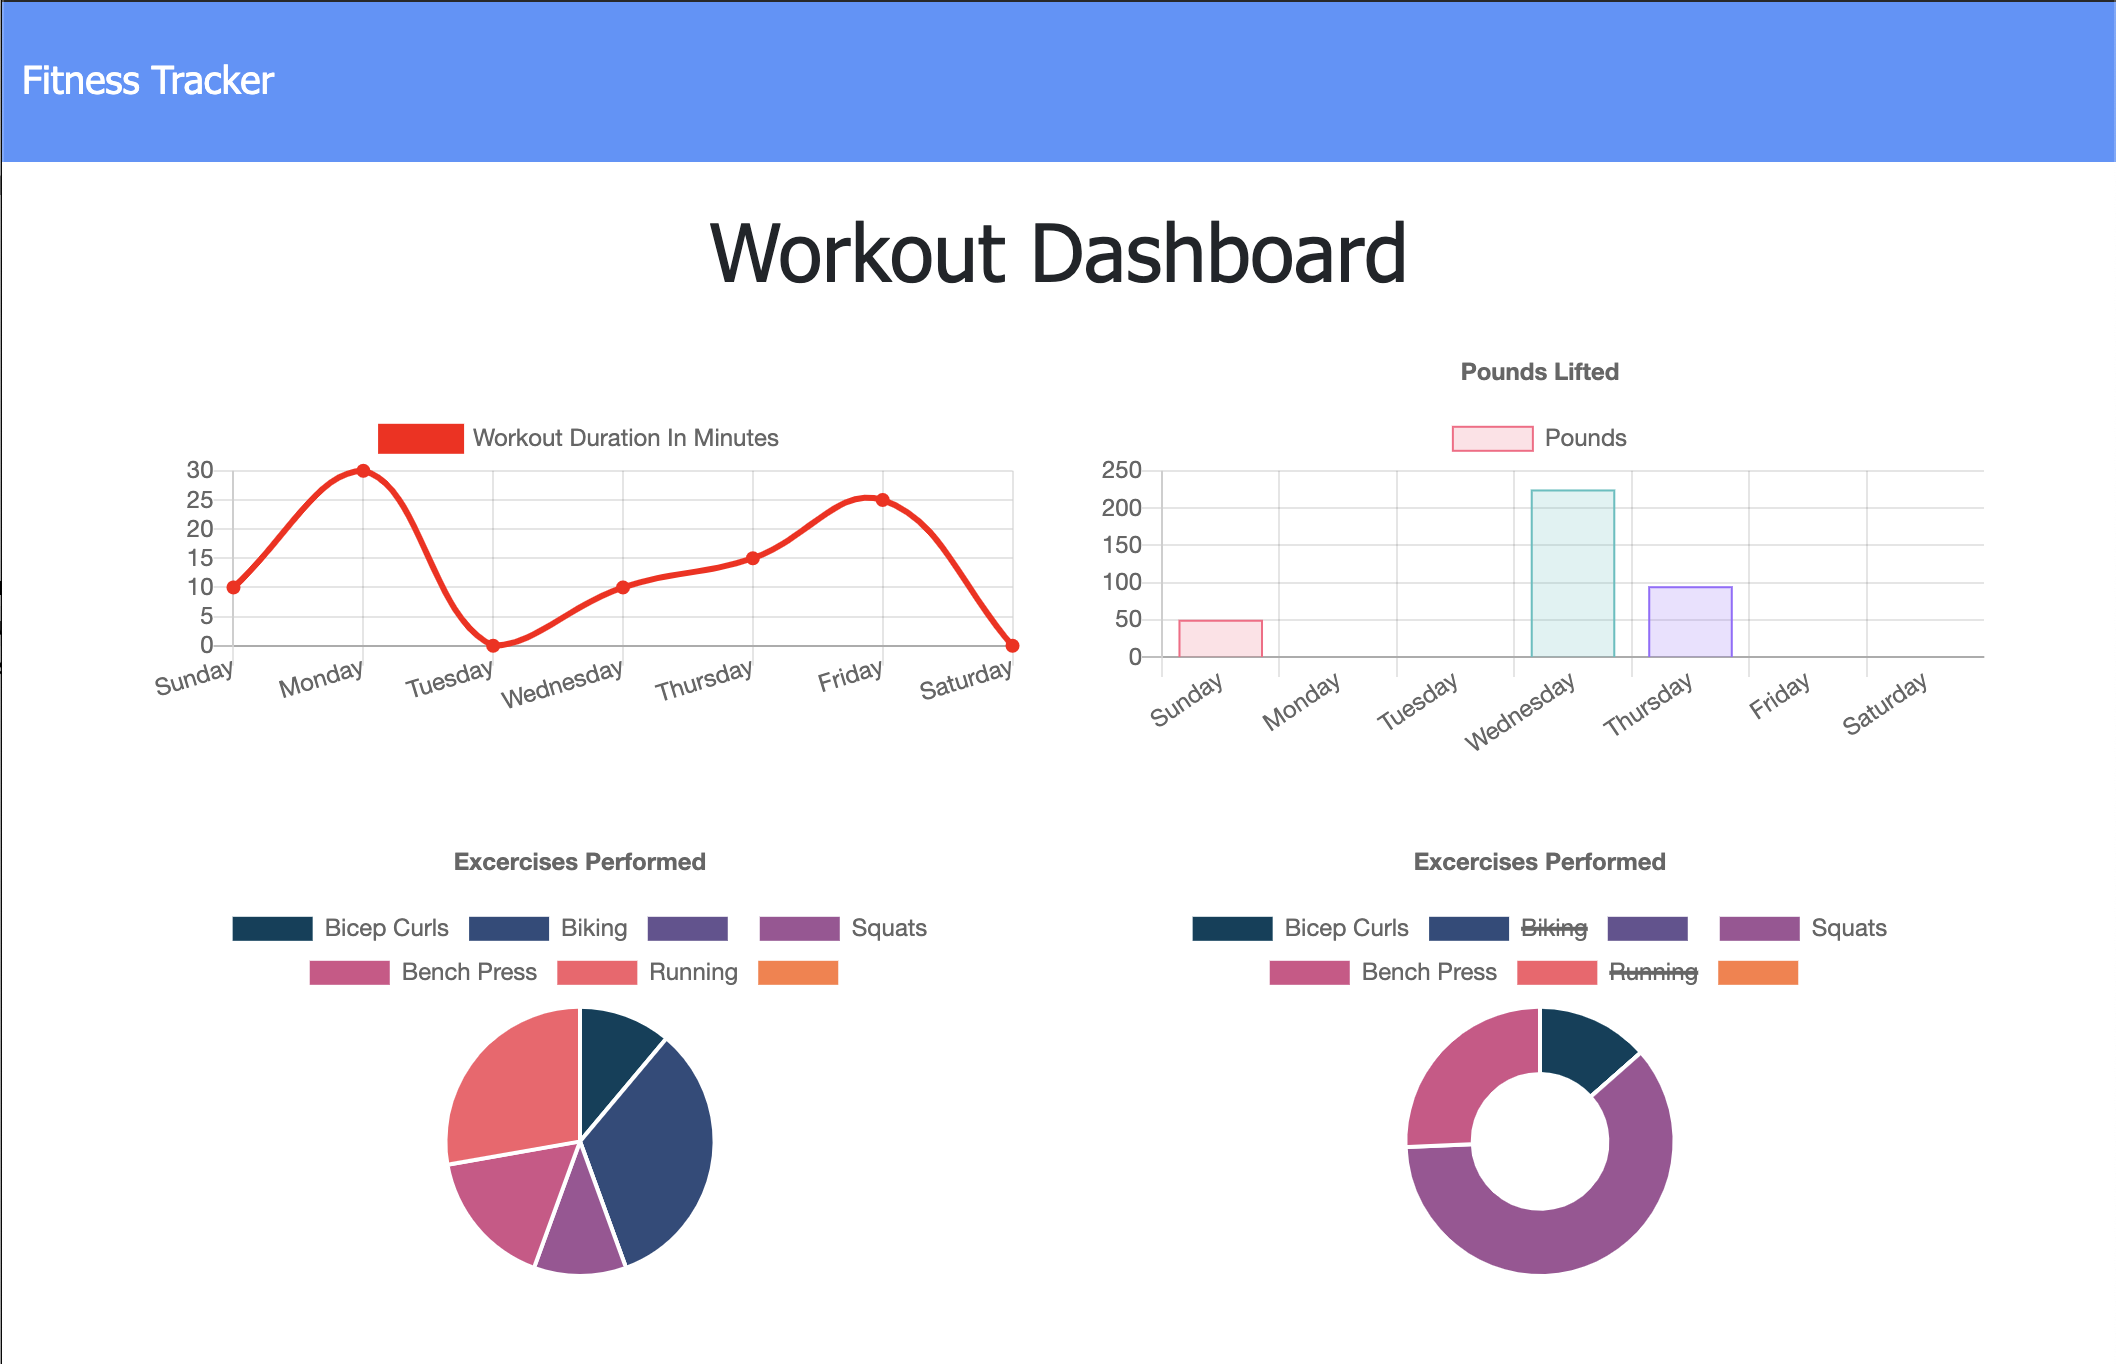 Fitness Tracker
Workout Dashboard
Workout Duration In Minutes
30
25
20
15
10
5
0
Sunday Monday Tuesday Wednesday Thursday Friday Saturday
Pounds Lifted
Pounds
250
200
150
100
50
0
Sunday Monday Tuesday Wednesday Thursday Friday Saturday
Excercises Performed
Bicep Curls Biking Squats
Bench Press Running
Excercises Performed
Bicep Curls Biking Squats
Bench Press Running